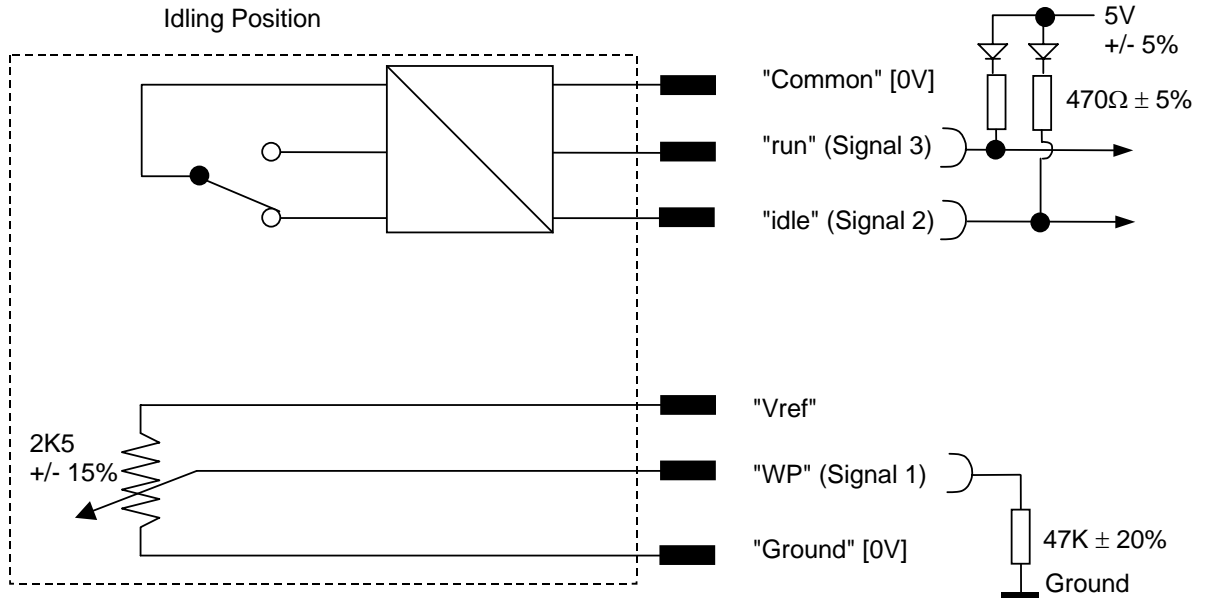 Idling Position
5V
+/- 5%
"Common" [0V]
470Ω ± 5%
"run" (Signal 3)
"idle" (Signal 2)
"Vref"
2K5
+/- 15%
"WP" (Signal 1)
"Ground" [0V]
47K ± 20%
Ground